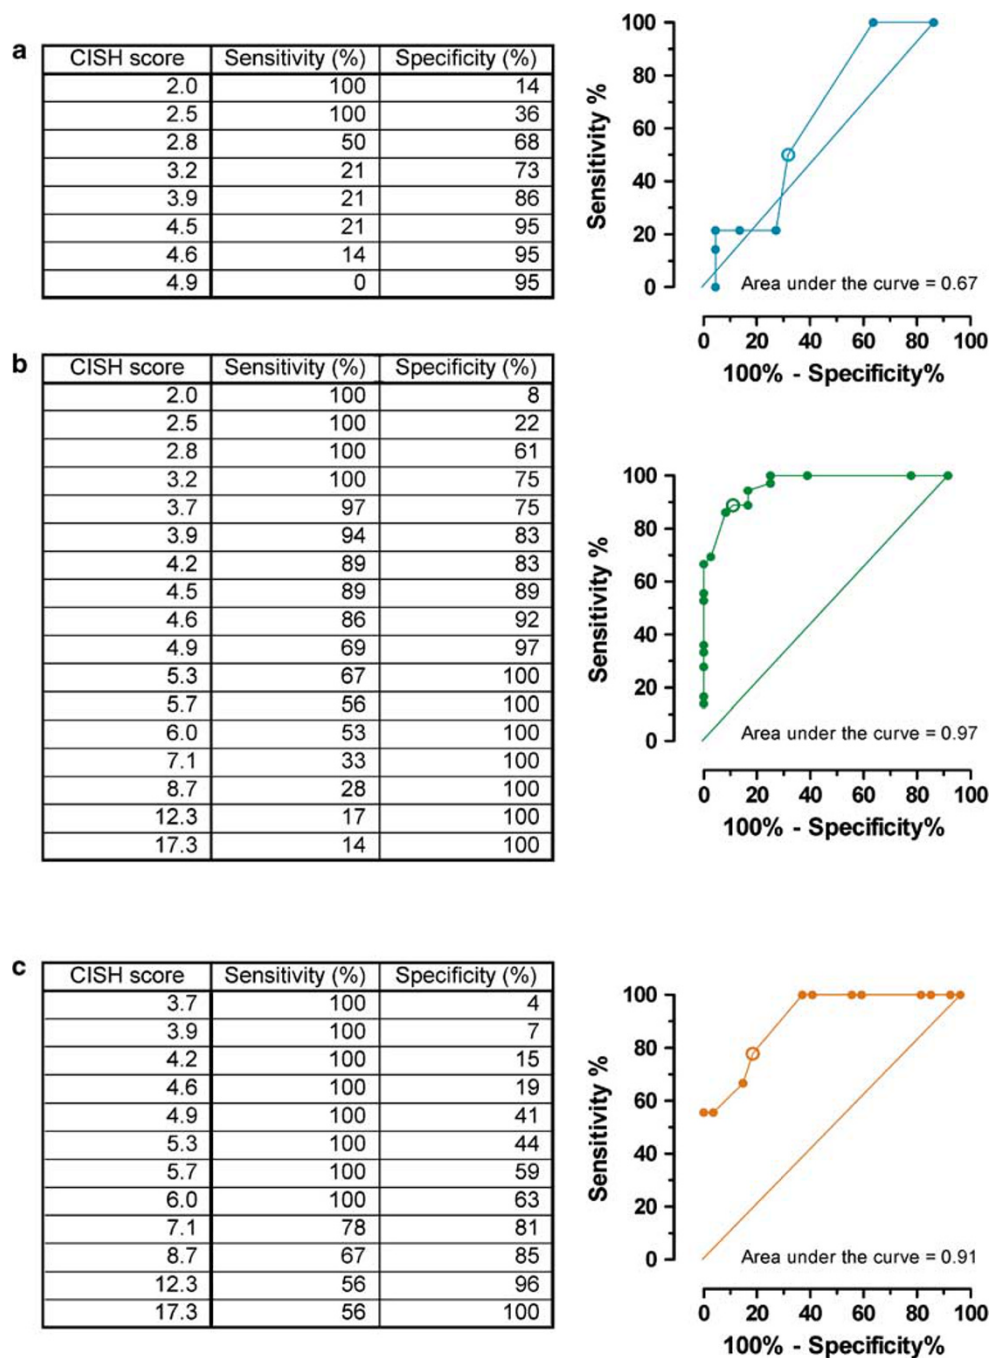 a
CISH score Sensitivity (%) Specificity (%)
2.0 100 14
2.5 100 36
2.8 50 68
3.2 21 73
3.9 21 86
4.5 21 95
4.6 14 95
4.9 0 95
100
80
60
40
20
0
Sensitivity %
Area under the curve = 0.67
0 20 40 60 80 100
100% - Specificity%
b
CISH score Sensitivity (%) Specificity (%)
2.0 100 8
2.5 100 22
2.8 100 61
3.2 100 75
3.7 97 75
3.9 94 83
4.2 89 83
4.5 89 89
4.6 86 92
4.9 69 97
5.3 67 100
5.7 56 100
6.0 53 100
7.1 33 100
8.7 28 100
12.3 17 100
17.3 14 100
100
80
60
40
20
0
Sensitivity %
Area under the curve = 0.97
0 20 40 60 80 100
100% - Specificity%
c
CISH score Sensitivity (%) Specificity (%)
3.7 100 4
3.9 100 7
4.2 100 15
4.6 100 19
4.9 100 41
5.3 100 44
5.7 100 59
6.0 100 63
7.1 78 81
8.7 67 85
12.3 56 96
17.3 56 100
100
80
60
40
20
0
Sensitivity %
Area under the curve = 0.91
0 20 40 60 80 100
100% - Specificity%